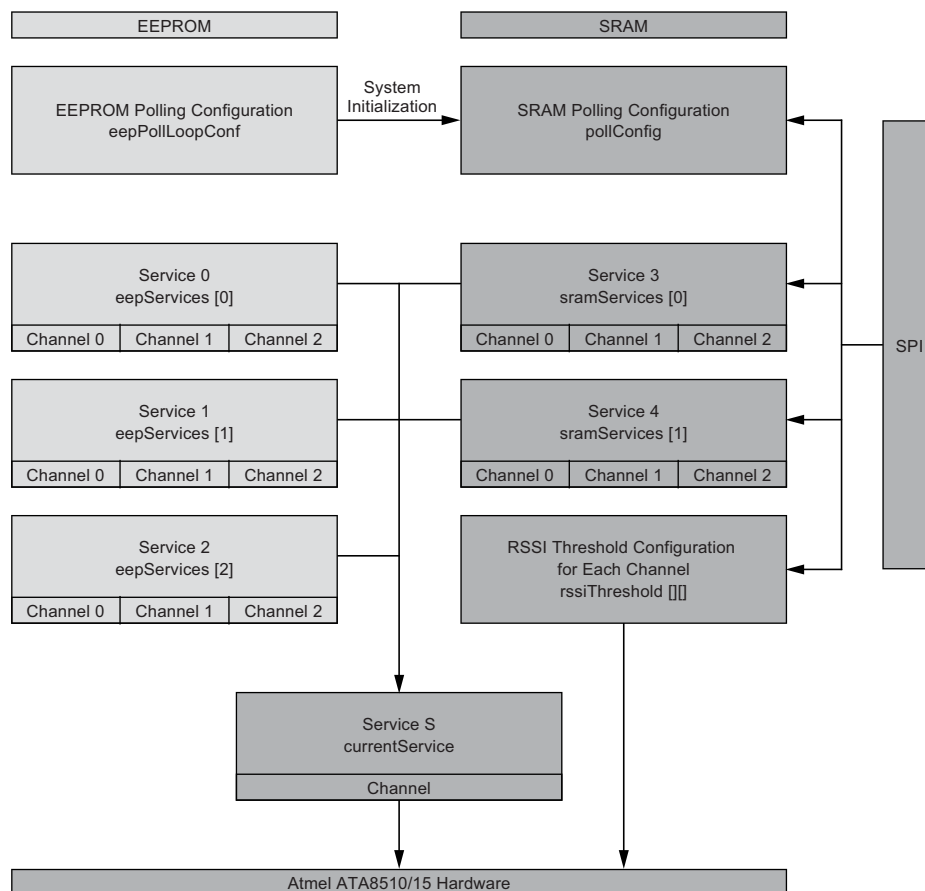 EEPROM
SRAM
EEPROM Polling Configuration
eepPollLoopConf
System
Initialization
SRAM Polling Configuration
pollConfig
SPI
Service 0
eepServices [0]
Channel 0
Channel 1
Channel 2
Service 3
sramServices [0]
Channel 0
Channel 1
Channel 2
Service 1
eepServices [1]
Channel 0
Channel 1
Channel 2
Service 4
sramServices [1]
Channel 0
Channel 1
Channel 2
Service 2
eepServices [2]
Channel 0
Channel 1
Channel 2
RSSI Threshold Configuration
for Each Channel
rssiThreshold [][]
Service S
currentService
Channel
Atmel ATA8510/15 Hardware